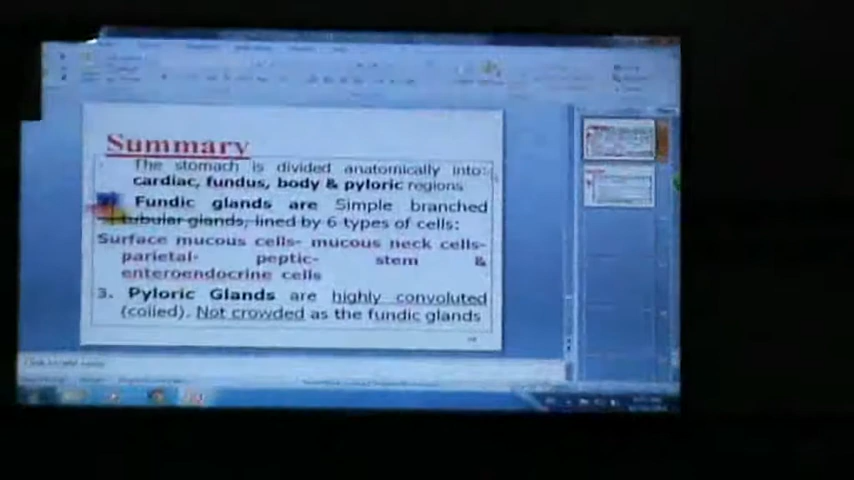 Summary
The stomach is divided anatomically into:
cardiac, fundus, body & pyloric regions
Fundic glands are Simple branched
tubular glands, lined by 6 types of cells:
Surface mucous cells- mucous neck cells-
parietal- peptic- stem &
enteroendocrine cells
3. Pyloric Glands are highly convoluted
(coiled). Not crowded as the fundic glands